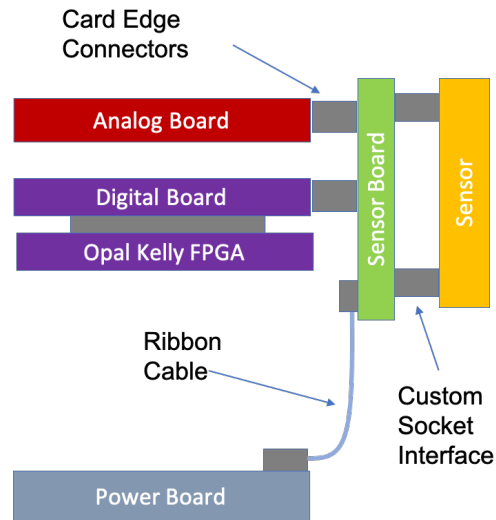 Card Edge
Connectors
Analog Board
Digital Board
Opal Kelly FPGA
Sensor Board
Sensor
Ribbon
Cable
Custom
Socket
Interface
Power Board